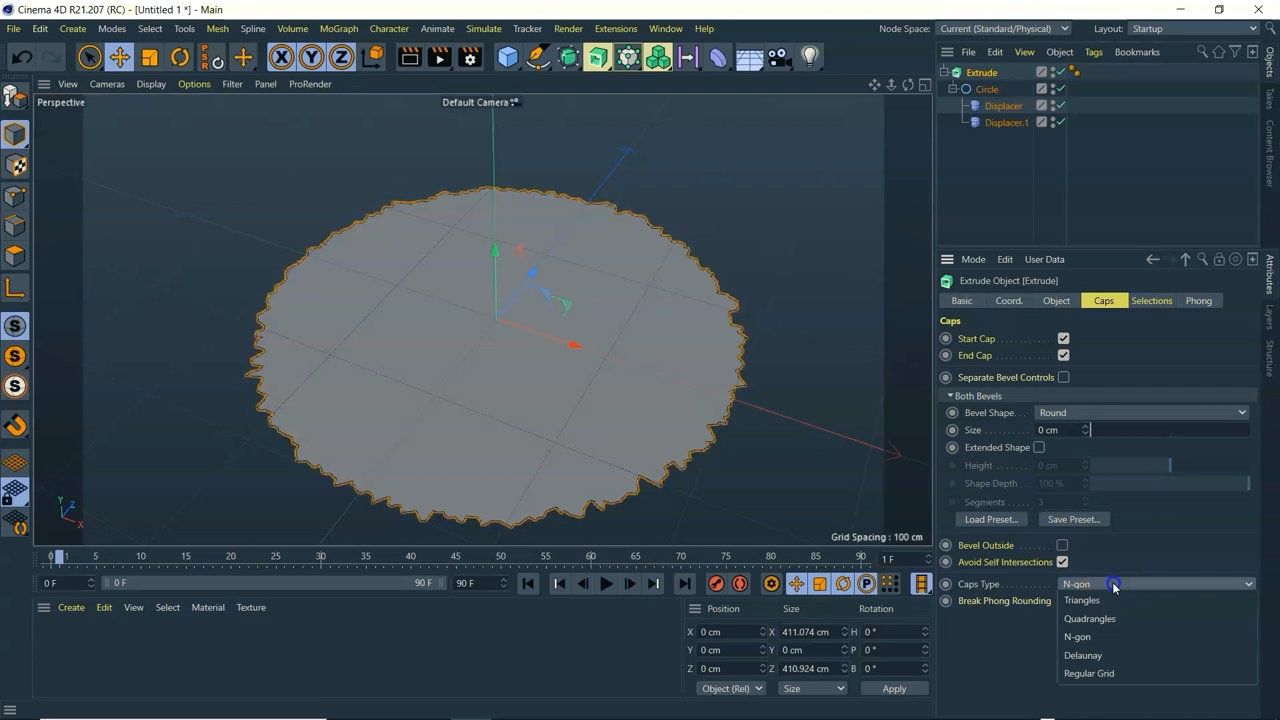 Cinema 4D R21.207 (RC) - [Untitled 1 *] - Main
File Edit Create Modes Select Tools Mesh Spline Volume MoGraph Character Animate Simulate Tracker Render Extensions Window Help
Node Space: Current (Standard/Physical) Layout: Startup
X Y Z PSR
View Cameras Display Options Filter Panel ProRender
File Edit View Object Tags Bookmarks
Perspective
Default Camera
Extrude
Circle
Displacer
Displacer.1
Objects
Takes
Content Browser
Layers
Attributes
Structure
Mode Edit User Data
Extrude Object [Extrude]
Basic Coord. Object Caps Selections Phong
Caps
Start Cap
End Cap
Separate Bevel Controls
Both Bevels
Bevel Shape Round
Size 0 cm
Extended Shape
Height 0 cm
Shape Depth 100 %
Segments 3
Load Preset... Save Preset...
Bevel Outside
Avoid Self Intersections
Caps Type N-gon
Break Phong Rounding
Triangles
Quadrangles
N-gon
Delaunay
Regular Grid
Y Z X
Grid Spacing : 100 cm
0 1 5 10 15 20 25 30 35 40 45 50 55 60 65 70 75 80 85 90 1 F
0 F 0 F 90 F 90 F
Create Edit View Select Material Texture
Position Size Rotation
X 0 cm X 411.074 cm H 0 °
Y 0 cm Y 0 cm P 0 °
Z 0 cm Z 410.924 cm B 0 °
Object (Rel) Size Apply